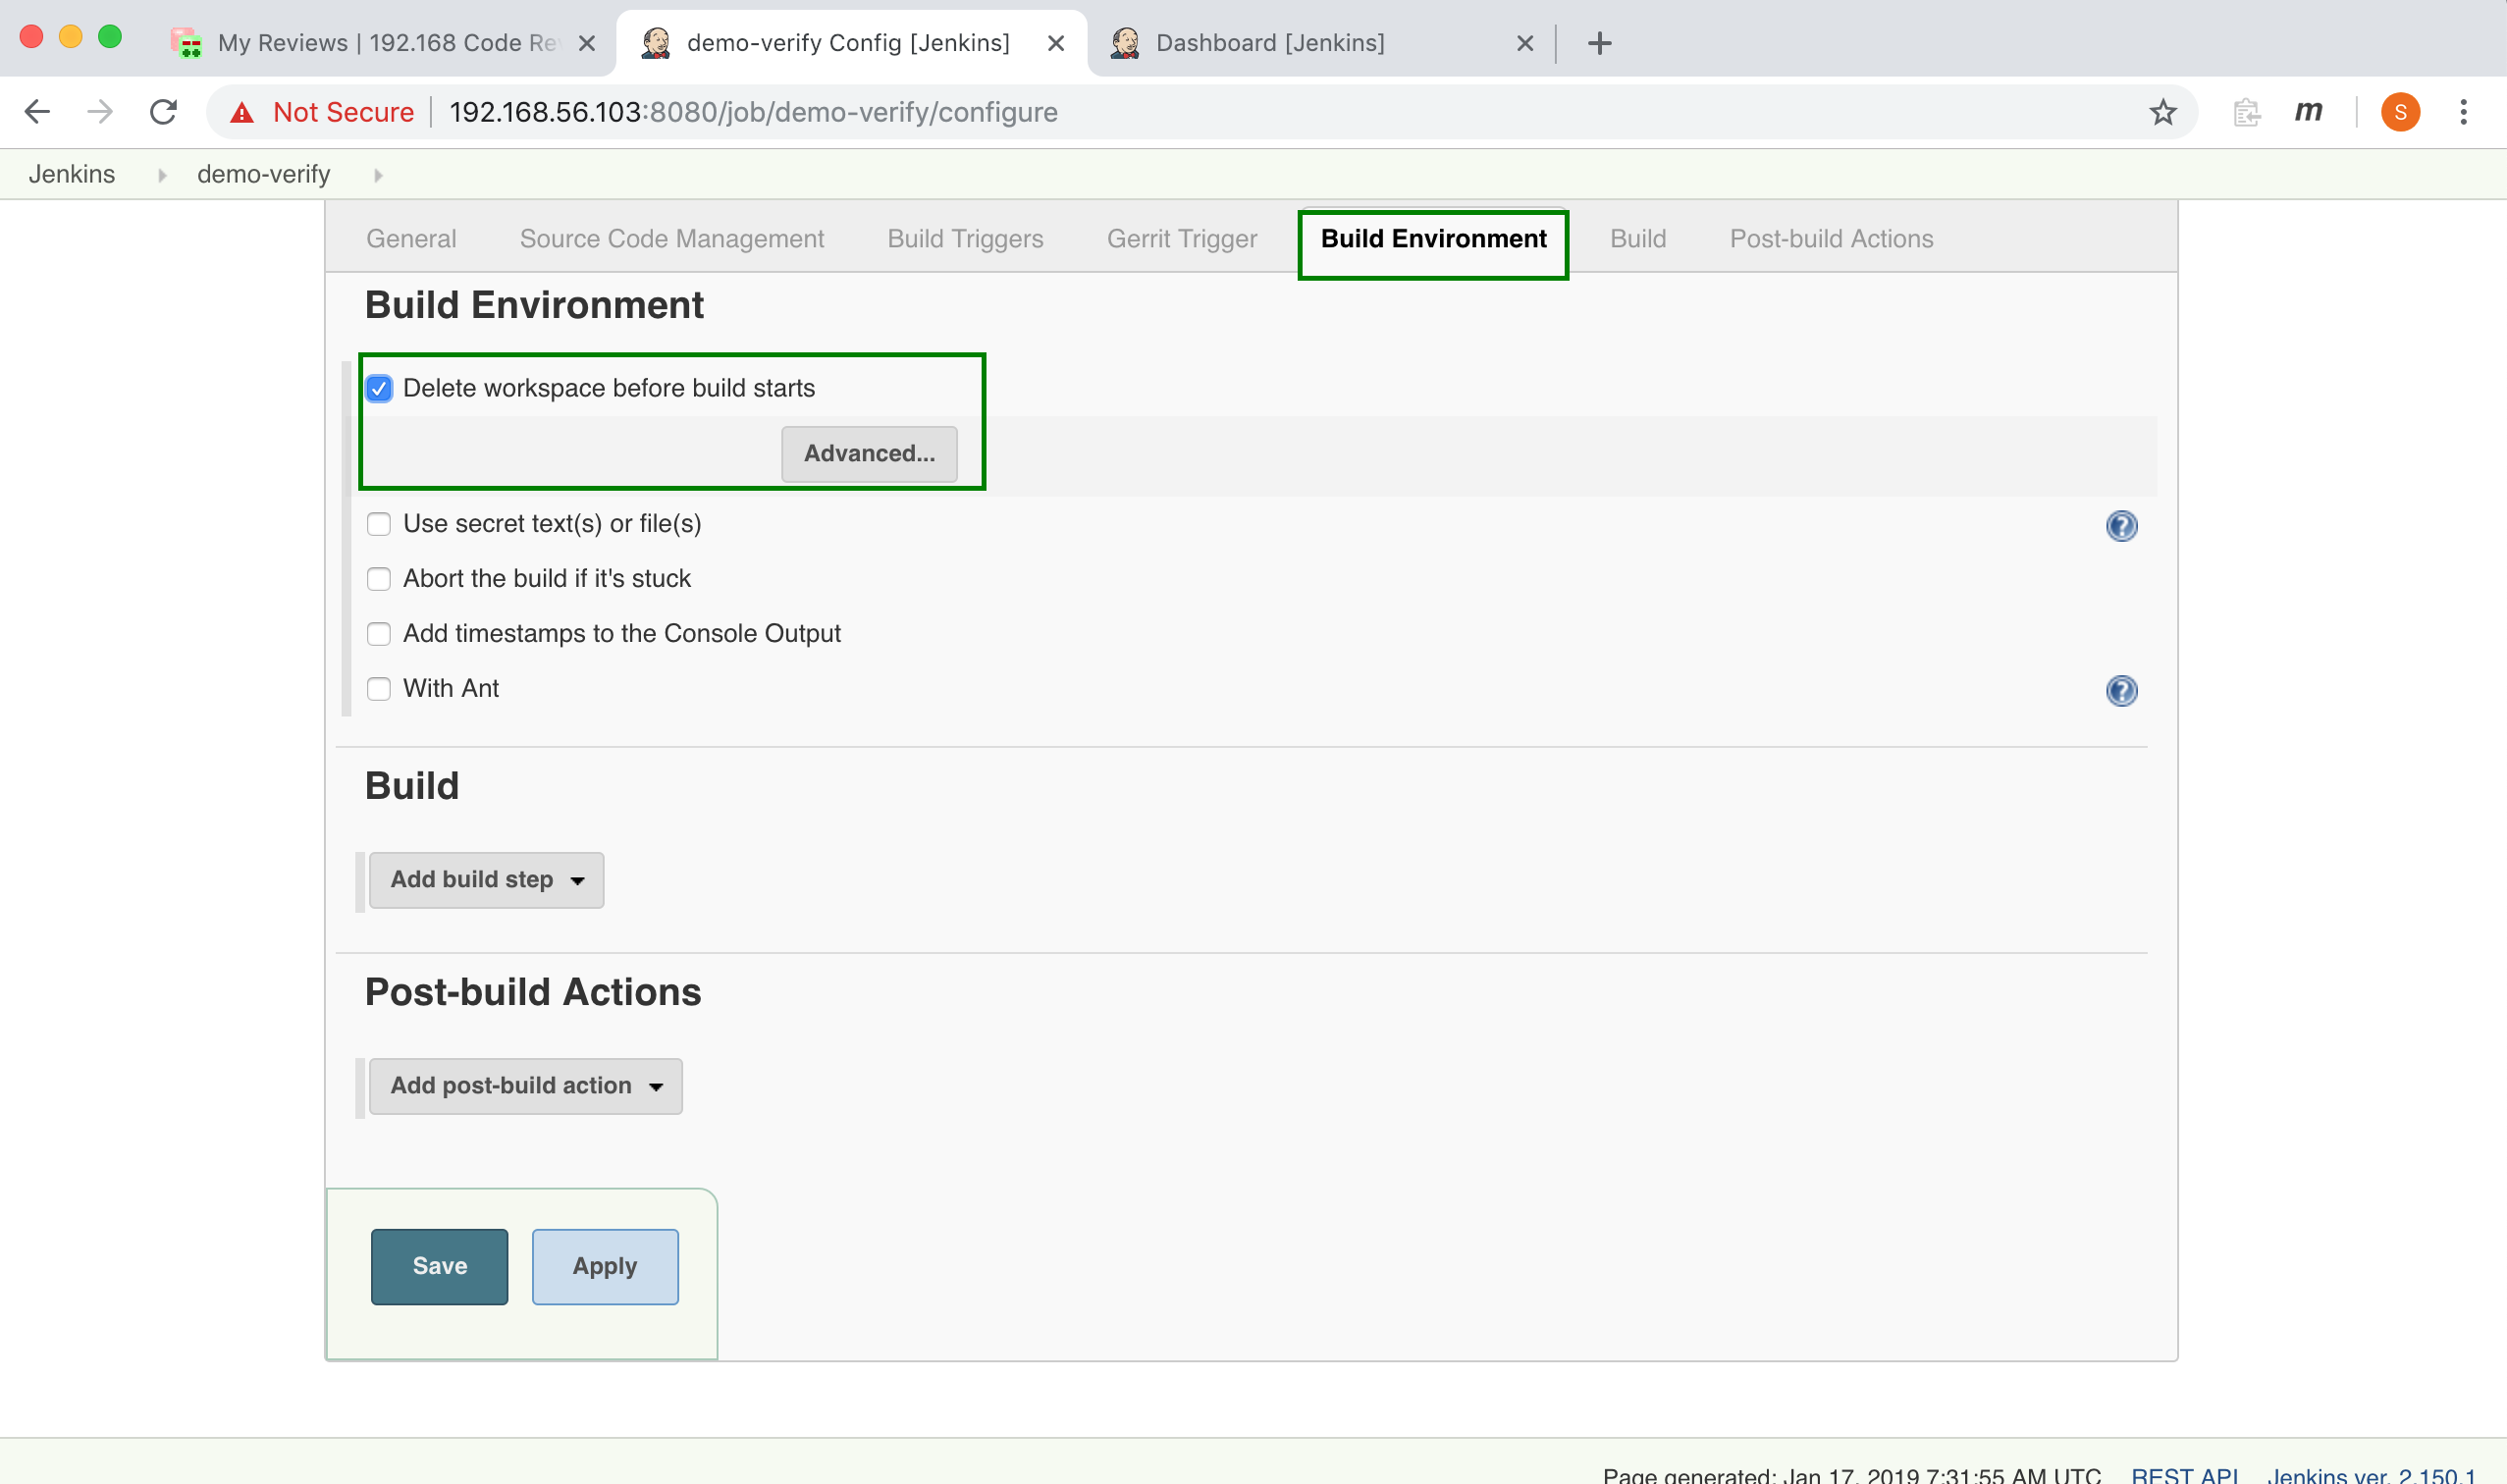 My Reviews | 192.168 Code Re
demo-verify Config [Jenkins]
Dashboard [Jenkins]
Not Secure
192.168.56.103:8080/job/demo-verify/configure
m
S
Jenkins
demo-verify
General
Source Code Management
Build Triggers
Gerrit Trigger
Build Environment
Build
Post-build Actions
Build Environment
Delete workspace before build starts
Advanced...
Use secret text(s) or file(s)
?
Abort the build if it's stuck
Add timestamps to the Console Output
With Ant
?
Build
Add build step
Post-build Actions
Add post-build action
Save
Apply
Page generated: Jan 17, 2019 7:31:55 AM UTC
REST API
Jenkins ver. 2.150.1